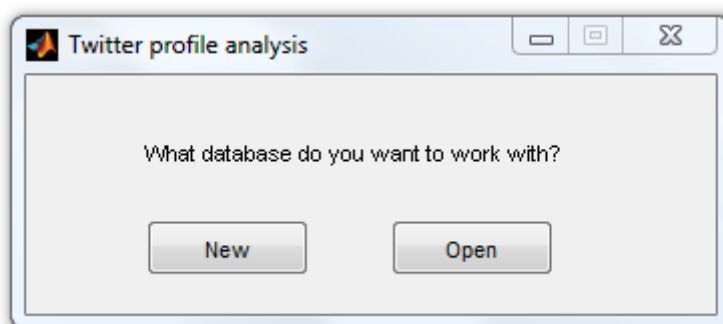 Twitter profile analysis
What database do you want to work with?
New Open